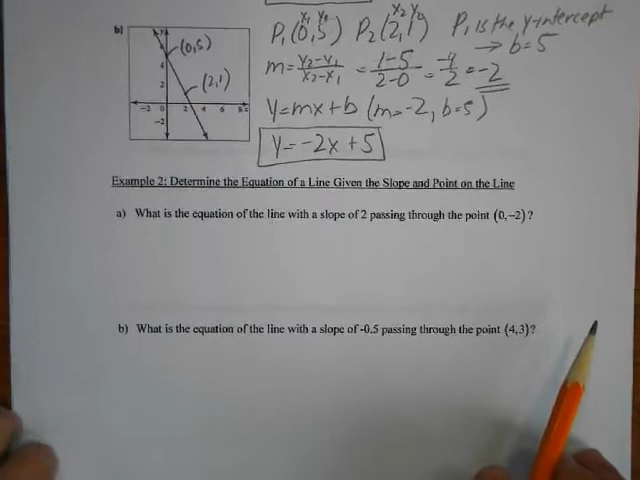 b)
(0,5)
(2,1)
P₁(0,5) P₂(2,1) P₁ is the y-intercept
x₁ y₁ x₂ y₂
→ b=5
m = y₂-y₁/x₂-x₁ = 1-5/2-0 = -4/2 = -2
y=mx+b (m=-2, b=5)
y=-2x+5
Example 2: Determine the Equation of a Line Given the Slope and Point on the Line
a) What is the equation of the line with a slope of 2 passing through the point (0,−2)?
b) What is the equation of the line with a slope of -0.5 passing through the point (4,3)?